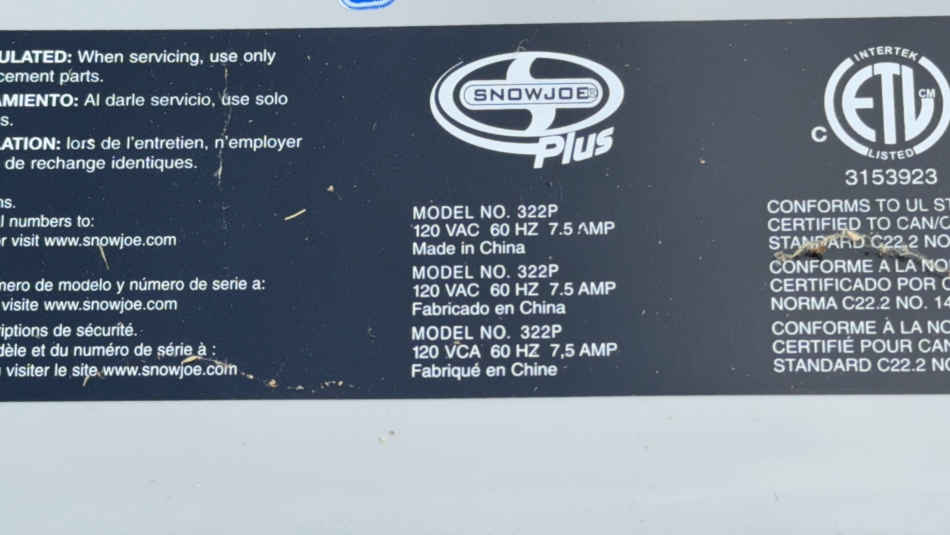 ULATED: When servicing, use only
cement parts.
AMIENTO: Al darle servicio, use solo
s.
LATION: lors de l'entretien, n'employer
de rechange identiques.
ns.
l numbers to:
r visit www.snowjoe.com
mero de modelo y número de serie a:
visite www.snowjoe.com
riptions de sécurité.
dèle et du numéro de série à :
visiter le site www.snowjoe.com
SNOWJOE®
Plus
MODEL NO. 322P
120 VAC 60 HZ 7.5 AMP
Made in China
MODEL NO. 322P
120 VAC 60 HZ 7.5 AMP
Fabricado en China
MODEL NO. 322P
120 VCA 60 HZ 7,5 AMP
Fabriqué en Chine
INTERTEK
ETL CM
C
LISTED
3153923
CONFORMS TO UL ST
CERTIFIED TO CAN/C
STANDARD C22.2 NO
CONFORME A LA NO
CERTIFICADO POR C
NORMA C22.2 NO. 14
CONFORME À LA NO
CERTIFIÉ POUR CAN
STANDARD C22.2 NO